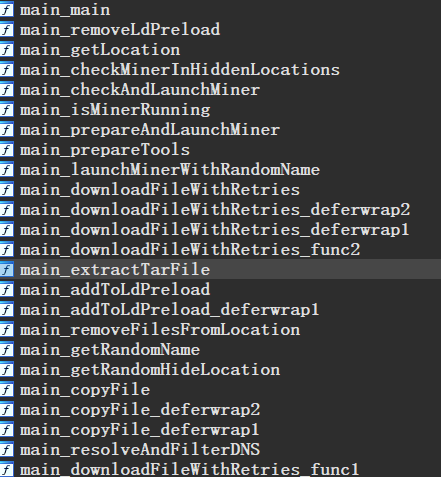 main_main
main_removeLdPreload
main_getLocation
main_checkMinerInHiddenLocations
main_checkAndLaunchMiner
main_isMinerRunning
main_prepareAndLaunchMiner
main_prepareTools
main_launchMinerWithRandomName
main_downloadFileWithRetries
main_downloadFileWithRetries_deferwrap2
main_downloadFileWithRetries_deferwrap1
main_downloadFileWithRetries_func2
main_extractTarFile
main_addToLdPreload
main_addToLdPreload_deferwrap1
main_removeFilesFromLocation
main_getRandomName
main_getRandomHideLocation
main_copyFile
main_copyFile_deferwrap2
main_copyFile_deferwrap1
main_resolveAndFilterDNS
main_downloadFileWithRetries_func1